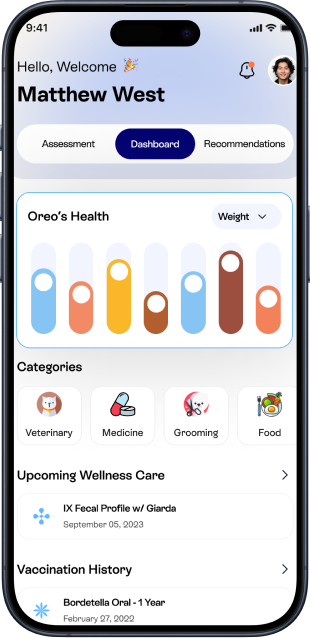 9:41
Hello, Welcome 🎉
Matthew West
Assessment
Dashboard
Recommendations
Oreo's Health
Weight
Categories
Veterinary
Medicine
Grooming
Food
Upcoming Wellness Care
IX Fecal Profile w/ Giarda
September 05, 2023
Vaccination History
Bordetella Oral - 1 Year
February 27, 2022